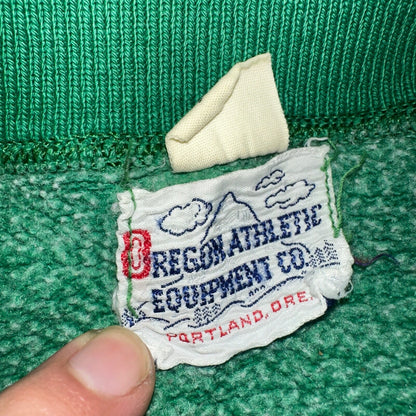 OREGON ATHLETIC
EQUIPMENT CO.
PORTLAND, ORE.